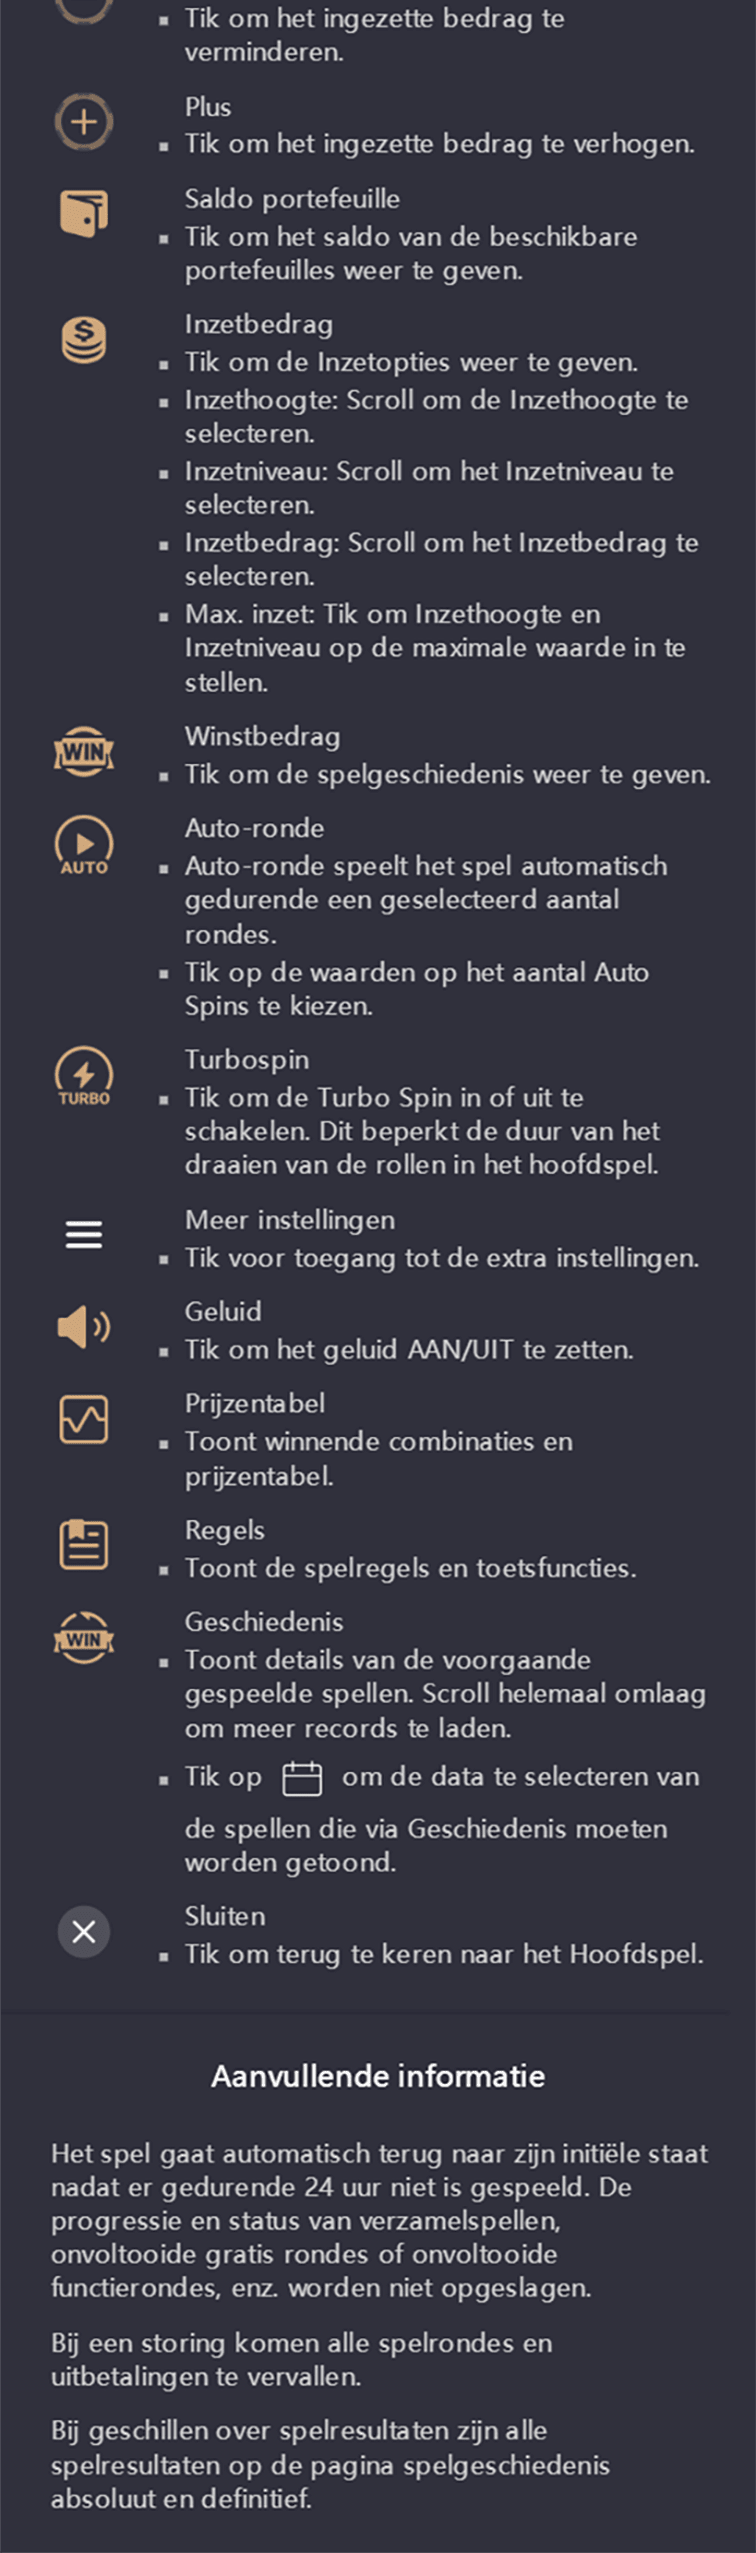 Tik om het ingezette bedrag te
verminderen.
Plus
Tik om het ingezette bedrag te verhogen.
Saldo portefeuille
Tik om het saldo van de beschikbare
portefeuilles weer te geven.
Inzetbedrag
Tik om de Inzetopties weer te geven.
Inzethoogte: Scroll om de Inzethoogte te
selecteren.
Inzetniveau: Scroll om het Inzetniveau te
selecteren.
Inzetbedrag: Scroll om het Inzetbedrag te
selecteren.
Max. inzet: Tik om Inzethoogte en
Inzetniveau op de maximale waarde in te
stellen.
WIN
Winstbedrag
Tik om de spelgeschiedenis weer te geven.
AUTO
Auto-ronde
Auto-ronde speelt het spel automatisch
gedurende een geselecteerd aantal
rondes.
Tik op de waarden op het aantal Auto
Spins te kiezen.
TURBO
Turbospin
Tik om de Turbo Spin in of uit te
schakelen. Dit beperkt de duur van het
draaien van de rollen in het hoofdspel.
Meer instellingen
Tik voor toegang tot de extra instellingen.
Geluid
Tik om het geluid AAN/UIT te zetten.
Prijzentabel
Toont winnende combinaties en
prijzentabel.
Regels
Toont de spelregels en toetsfuncties.
WIN
Geschiedenis
Toont details van de voorgaande
gespeelde spellen. Scroll helemaal omlaag
om meer records te laden.
Tik op om de data te selecteren van
de spellen die via Geschiedenis moeten
worden getoond.
Sluiten
Tik om terug te keren naar het Hoofdspel.
Aanvullende informatie
Het spel gaat automatisch terug naar zijn initiële staat
nadat er gedurende 24 uur niet is gespeeld. De
progressie en status van verzamelspellen,
onvoltooide gratis rondes of onvoltooide
functierondes, enz. worden niet opgeslagen.
Bij een storing komen alle spelrondes en
uitbetalingen te vervallen.
Bij geschillen over spelresultaten zijn alle
spelresultaten op de pagina spelgeschiedenis
absoluut en definitief.